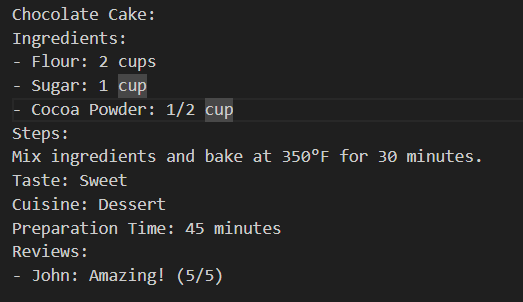 Chocolate Cake:
Ingredients:
- Flour: 2 cups
- Sugar: 1 cup
- Cocoa Powder: 1/2 cup
Steps:
Mix ingredients and bake at 350°F for 30 minutes.
Taste: Sweet
Cuisine: Dessert
Preparation Time: 45 minutes
Reviews:
- John: Amazing! (5/5)